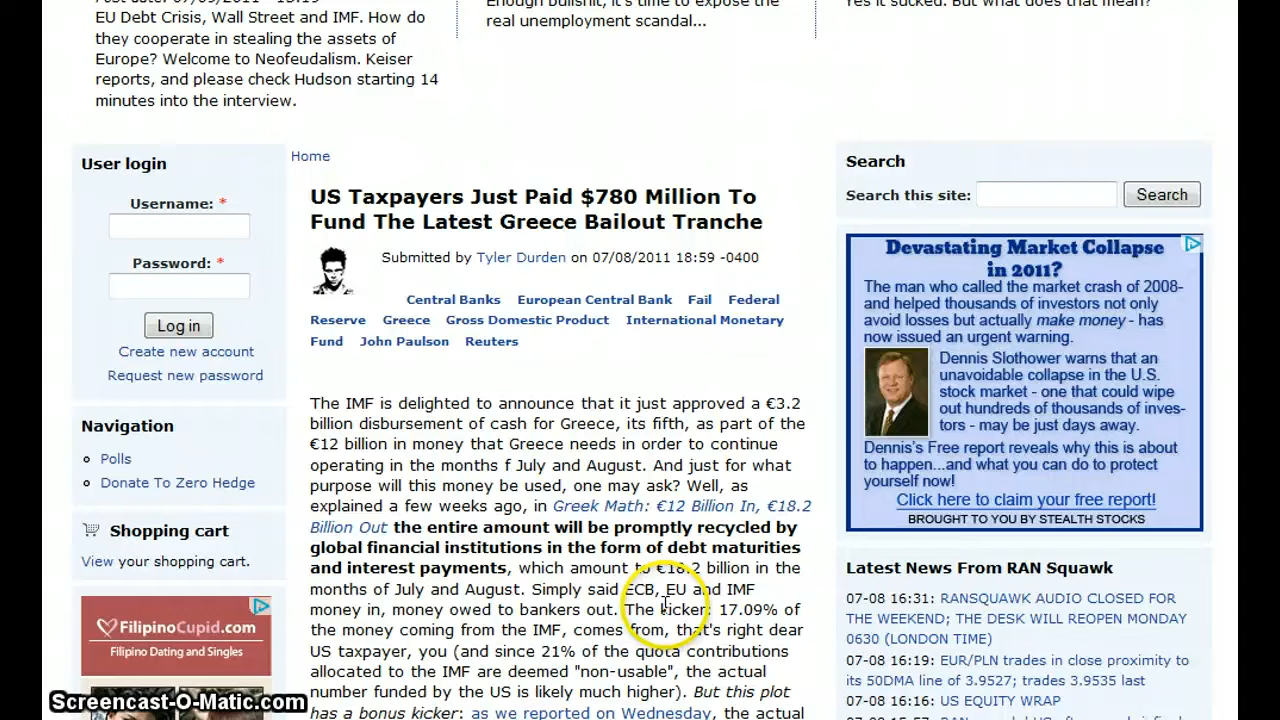 EU Debt Crisis, Wall Street and IMF. How do
they cooperate in stealing the assets of
Europe? Welcome to Neofeudalism. Keiser
reports, and please check Hudson starting 14
minutes into the interview.
real unemployment scandal...
Yes it sucked. But what does that mean?
User login
Username: *
Password: *
Log in
Create new account
Request new password
Navigation
Polls
Donate To Zero Hedge
Shopping cart
View your shopping cart.
FilipinoCupid.com
Filipino Dating and Singles
Home
US Taxpayers Just Paid $780 Million To
Fund The Latest Greece Bailout Tranche
Submitted by Tyler Durden on 07/08/2011 18:59 -0400
Central Banks European Central Bank Fail Federal
Reserve Greece Gross Domestic Product International Monetary
Fund John Paulson Reuters
The IMF is delighted to announce that it just approved a €3.2
billion disbursement of cash for Greece, its fifth, as part of the
€12 billion in money that Greece needs in order to continue
operating in the months f July and August. And just for what
purpose will this money be used, one may ask? Well, as
explained a few weeks ago, in Greek Math: €12 Billion In, €18.2
Billion Out the entire amount will be promptly recycled by
global financial institutions in the form of debt maturities
and interest payments, which amount to €18.2 billion in the
months of July and August. Simply said ECB, EU and IMF
money in, money owed to bankers out. The kicker: 17.09% of
the money coming from the IMF, comes from, that's right dear
US taxpayer, you (and since 21% of the quota contributions
allocated to the IMF are deemed "non-usable", the actual
number funded by the US is likely much higher). But this plot
has a bonus kicker: as we reported on Wednesday, the actual
Search
Search this site:
Search
Devastating Market Collapse
in 2011?
The man who called the market crash of 2008-
and helped thousands of investors not only
avoid losses but actually make money - has
now issued an urgent warning.
Dennis Slothower warns that an
unavoidable collapse in the U.S.
stock market - one that could wipe
out hundreds of thousands of inves-
tors - may be just days away.
Dennis's Free report reveals why this is about
to happen...and what you can do to protect
yourself now!
Click here to claim your free report!
BROUGHT TO YOU BY STEALTH STOCKS
Latest News From RAN Squawk
07-08 16:31: RANSQUAWK AUDIO CLOSED FOR
THE WEEKEND; THE DESK WILL REOPEN MONDAY
0630 (LONDON TIME)
07-08 16:19: EUR/PLN trades in close proximity to
its 50DMA line of 3.9527; trades 3.9535 last
07-08 16:16: US EQUITY WRAP
Screencast-O-Matic.com